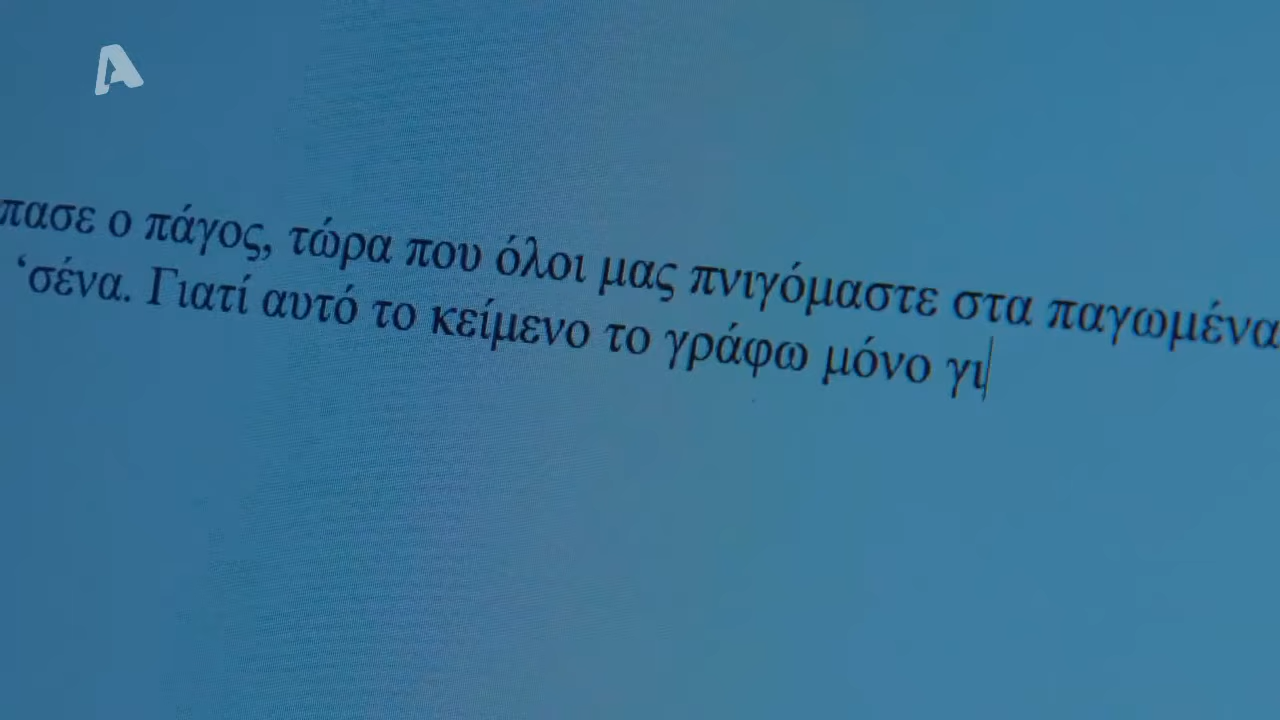 πασε ο πάγος, τώρα που όλοι μας πνιγόμαστε στα παγωμένα
‘σένα. Γιατί αυτό το κείμενο το γράφω μόνο γι